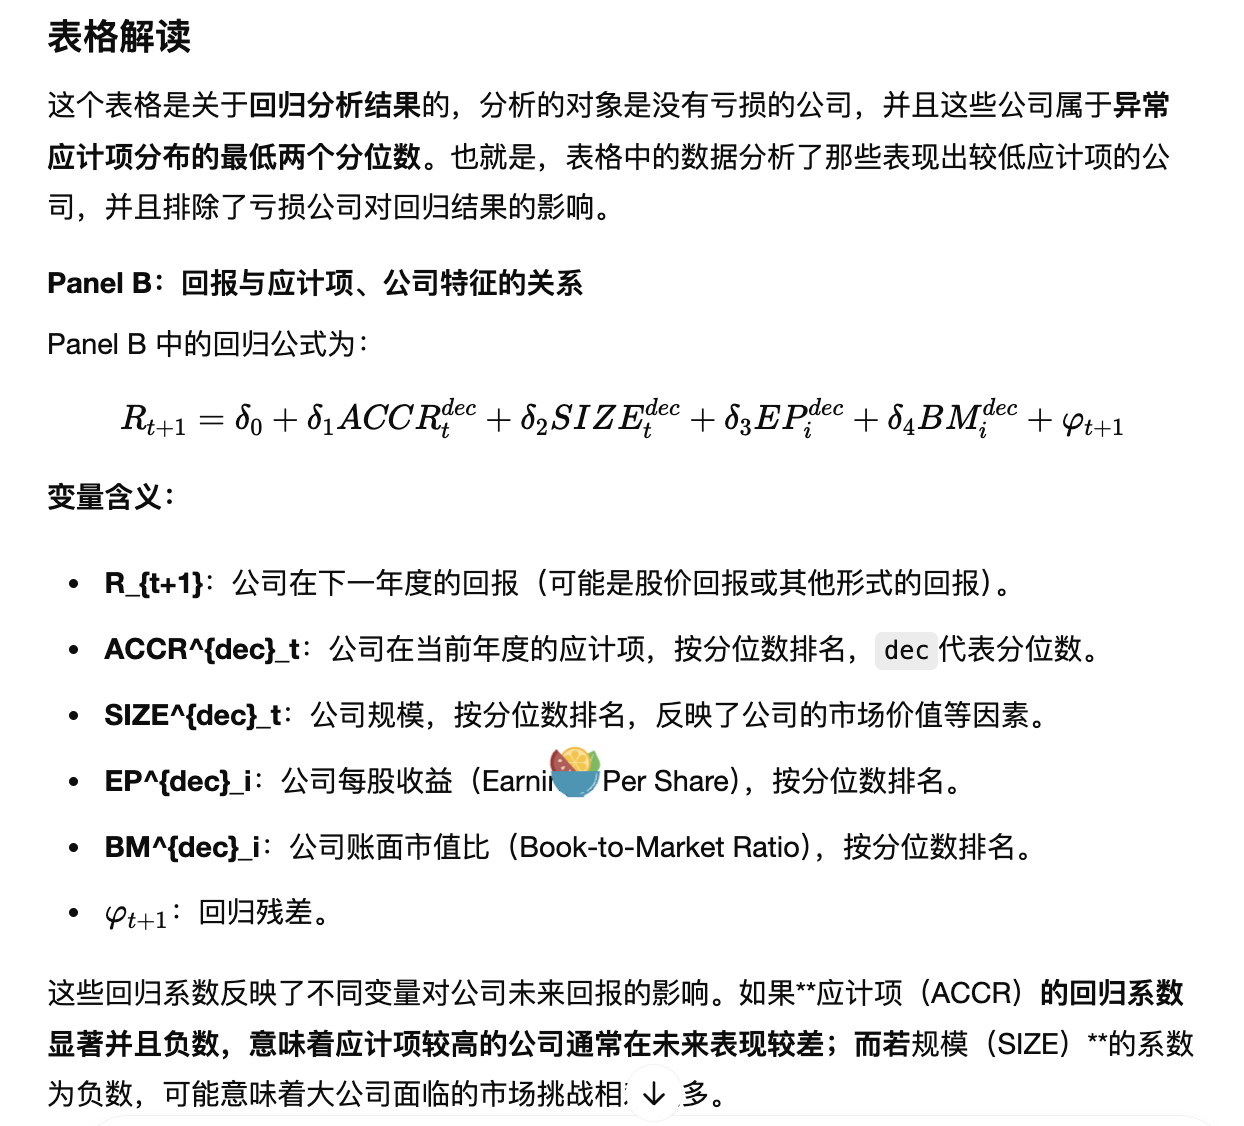 表格解读
这个表格是关于回归分析结果的，分析的对象是没有亏损的公司，并且这些公司属于异常
应计项分布的最低两个分位数。也就是，表格中的数据分析了那些表现出较低应计项的公
司，并且排除了亏损公司对回归结果的影响。
Panel B：回报与应计项、公司特征的关系
Panel B 中的回归公式为：
R_{t+1} = δ_0 + δ_1 ACCR_t^{dec} + δ_2 SIZE_t^{dec} + δ_3 EP_i^{dec} + δ_4 BM_i^{dec} + φ_{t+1}
变量含义：
• R_{t+1}：公司在下一年度的回报（可能是股价回报或其他形式的回报）。
• ACCR^{dec}_t：公司在当前年度的应计项，按分位数排名，dec代表分位数。
• SIZE^{dec}_t：公司规模，按分位数排名，反映了公司的市场价值等因素。
• EP^{dec}_i：公司每股收益（Earni Per Share），按分位数排名。
• BM^{dec}_i：公司账面市值比（Book-to-Market Ratio），按分位数排名。
• φ_{t+1}：回归残差。
这些回归系数反映了不同变量对公司未来回报的影响。如果**应计项（ACCR）的回归系数
显著并且负数，意味着应计项较高的公司通常在未来表现较差；而若规模（SIZE）**的系数
为负数，可能意味着大公司面临的市场挑战相 多。